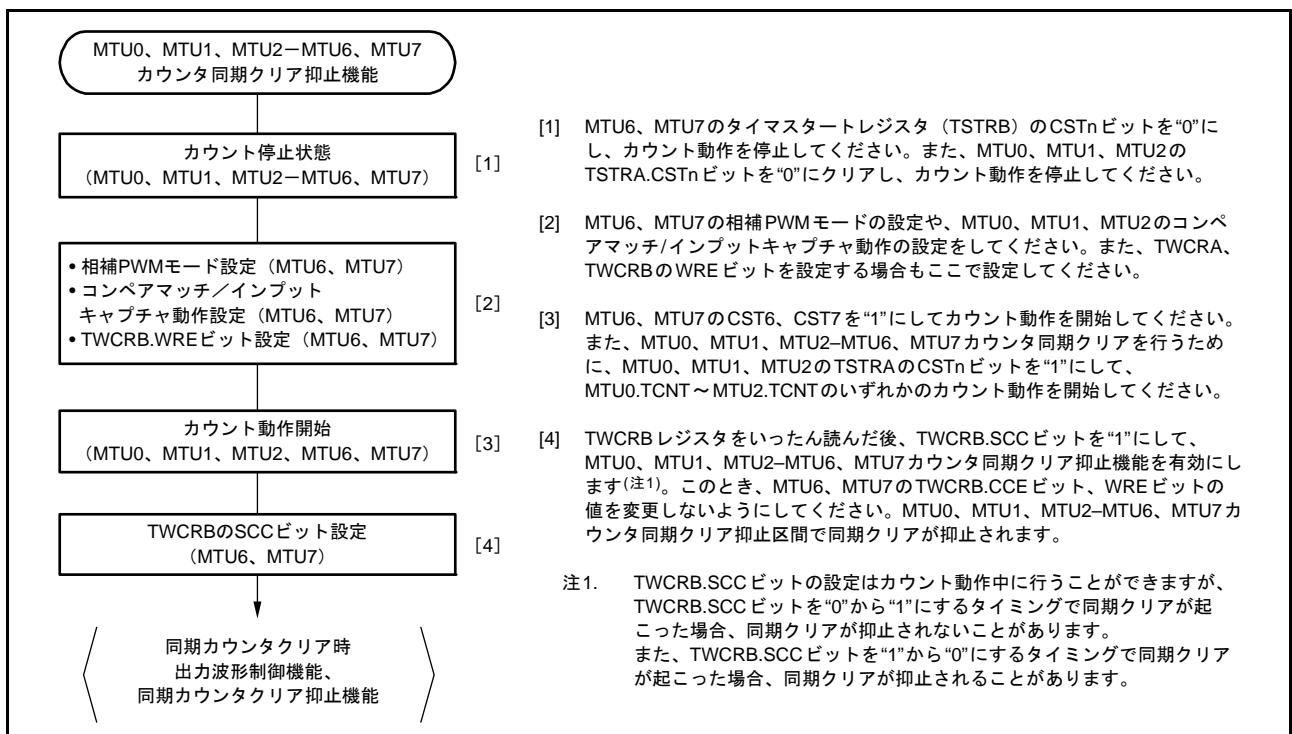 MTU0、MTU1、MTU2－MTU6、MTU7
カウンタ同期クリア抑止機能
カウント停止状態
（MTU0、MTU1、MTU2－MTU6、MTU7）
[1]
• 相補PWMモード設定（MTU6、MTU7）
• コンペアマッチ／インプット
キャプチャ動作設定（MTU6、MTU7）
• TWCRB.WREビット設定（MTU6、MTU7）
[2]
カウント動作開始
（MTU0、MTU1、MTU2、MTU6、MTU7）
[3]
TWCRBのSCCビット設定
（MTU6、MTU7）
[4]
同期カウンタクリア時
出力波形制御機能、
同期カウンタクリア抑止機能
[1] MTU6、MTU7のタイマスタートレジスタ（TSTRB）のCSTnビットを“0”に
し、カウント動作を停止してください。また、MTU0、MTU1、MTU2の
TSTRA.CSTnビットを“0”にクリアし、カウント動作を停止してください。
[2] MTU6、MTU7の相補PWMモードの設定や、MTU0、MTU1、MTU2のコンペ
アマッチ/インプットキャプチャ動作の設定をしてください。また、TWCRA、
TWCRBのWREビットを設定する場合もここで設定してください。
[3] MTU6、MTU7のCST6、CST7を“1”にしてカウント動作を開始してください。
また、MTU0、MTU1、MTU2–MTU6、MTU7カウンタ同期クリアを行うため
に、MTU0、MTU1、MTU2のTSTRAのCSTnビットを“1”にして、
MTU0.TCNT～MTU2.TCNTのいずれかのカウント動作を開始してください。
[4] TWCRBレジスタをいったん読んだ後、TWCRB.SCCビットを“1”にして、
MTU0、MTU1、MTU2–MTU6、MTU7カウンタ同期クリア抑止機能を有効にし
ます(注1)。このとき、MTU6、MTU7のTWCRB.CCEビット、WREビットの
値を変更しないようにしてください。MTU0、MTU1、MTU2–MTU6、MTU7カ
ウンタ同期クリア抑止区間で同期クリアが抑止されます。
注1. TWCRB.SCCビットの設定はカウント動作中に行うことができますが、
TWCRB.SCCビットを“0”から“1”にするタイミングで同期クリアが起
こった場合、同期クリアが抑止されないことがあります。
また、TWCRB.SCCビットを“1”から“0”にするタイミングで同期クリア
が起こった場合、同期クリアが抑止されることがあります。